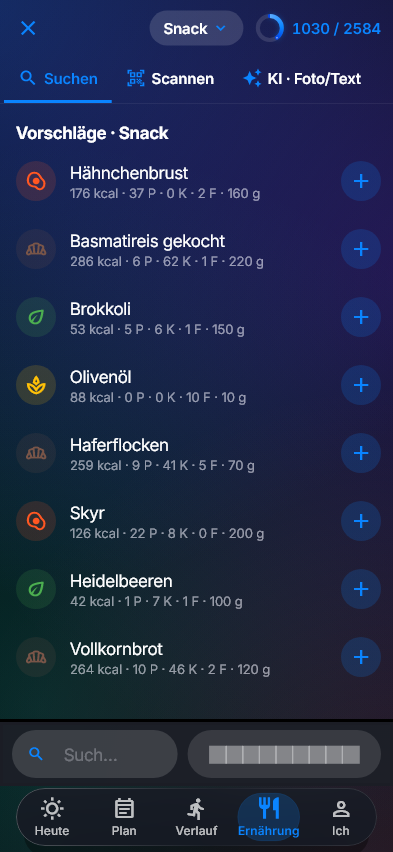 Snack
1030 / 2584
Suchen
Scannen
KI · Foto/Text
Vorschläge · Snack
Hähnchenbrust
176 kcal · 37 P · 0 K · 2 F · 160 g
Basmatireis gekocht
286 kcal · 6 P · 62 K · 1 F · 220 g
Brokkoli
53 kcal · 5 P · 6 K · 1 F · 150 g
Olivenöl
88 kcal · 0 P · 0 K · 10 F · 10 g
Haferflocken
259 kcal · 9 P · 41 K · 5 F · 70 g
Skyr
126 kcal · 22 P · 8 K · 0 F · 200 g
Heidelbeeren
42 kcal · 1 P · 7 K · 1 F · 100 g
Vollkornbrot
264 kcal · 10 P · 46 K · 2 F · 120 g
Such...
Heute
Plan
Verlauf
Ernährung
Ich